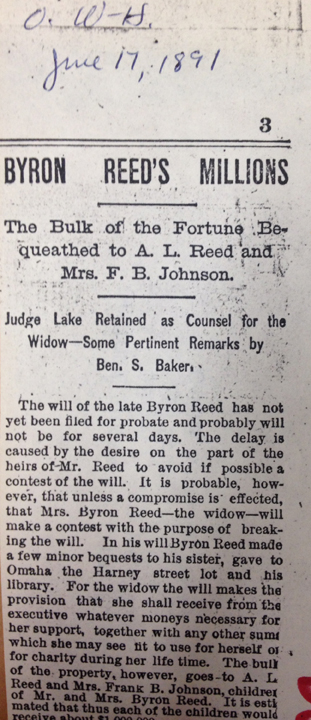 O. W-H.
June 17, 1891
3
BYRON REED'S MILLIONS
The Bulk of the Fortune Be-
queathed to A. L. Reed and
Mrs. F. B. Johnson.
Judge Lake Retained as Counsel for the
Widow—Some Pertinent Remarks by
Ben. S. Baker.
The will of the late Byron Reed has not
yet been filed for probate and probably will
not be for several days. The delay is
caused by the desire on the part of the
heirs of Mr. Reed to avoid if possible a
contest of the will. It is probable, how-
ever, that unless a compromise is effected,
that Mrs. Byron Reed—the widow—will
make a contest with the purpose of break-
ing the will. In his will Byron Reed made
a few minor bequests to his sister, gave to
Omaha the Harney street lot and his
library. For the widow the will makes the
provision that she shall receive from the
executive whatever moneys necessary for
her support, together with any other sums
which she may see fit to use for herself or
for charity during her life time. The bulk
of the property, however, goes to A. L.
Reed and Mrs. Frank B. Johnson, children
of Mr. and Mrs. Byron Reed. It is esti
mated that thus each of the children would
receive about